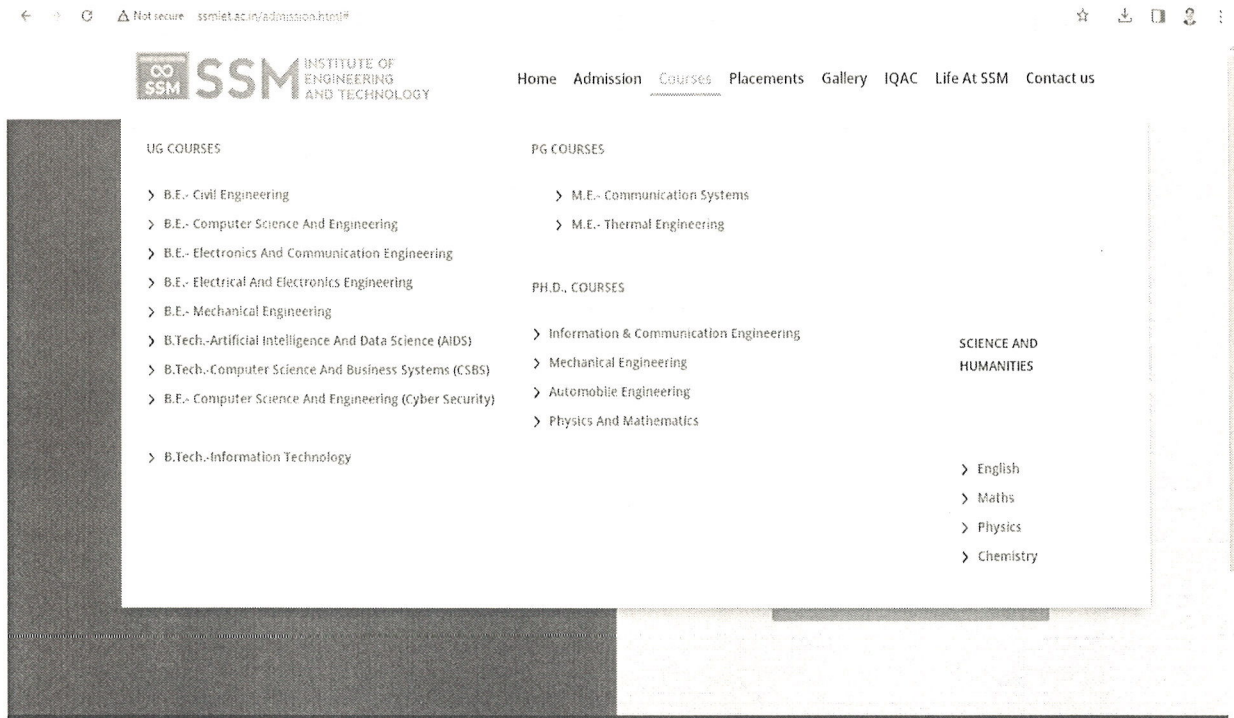 Not secure ssmiet.ac.in/admission.html#
∞
SSM
SSM
INSTITUTE OF
ENGINEERING
AND TECHNOLOGY
Home Admission Courses Placements Gallery IQAC Life At SSM Contact us
UG COURSES
> B.E.- Civil Engineering
> B.E.- Computer Science And Engineering
> B.E.- Electronics And Communication Engineering
> B.E.- Electrical And Electronics Engineering
> B.E.- Mechanical Engineering
> B.Tech.-Artificial Intelligence And Data Science (AIDS)
> B.Tech.-Computer Science And Business Systems (CSBS)
> B.E.- Computer Science And Engineering (Cyber Security)
> B.Tech.-Information Technology
PG COURSES
> M.E.- Communication Systems
> M.E.- Thermal Engineering
PH.D., COURSES
> Information & Communication Engineering
> Mechanical Engineering
> Automobile Engineering
> Physics And Mathematics
SCIENCE AND
HUMANITIES
> English
> Maths
> Physics
> Chemistry